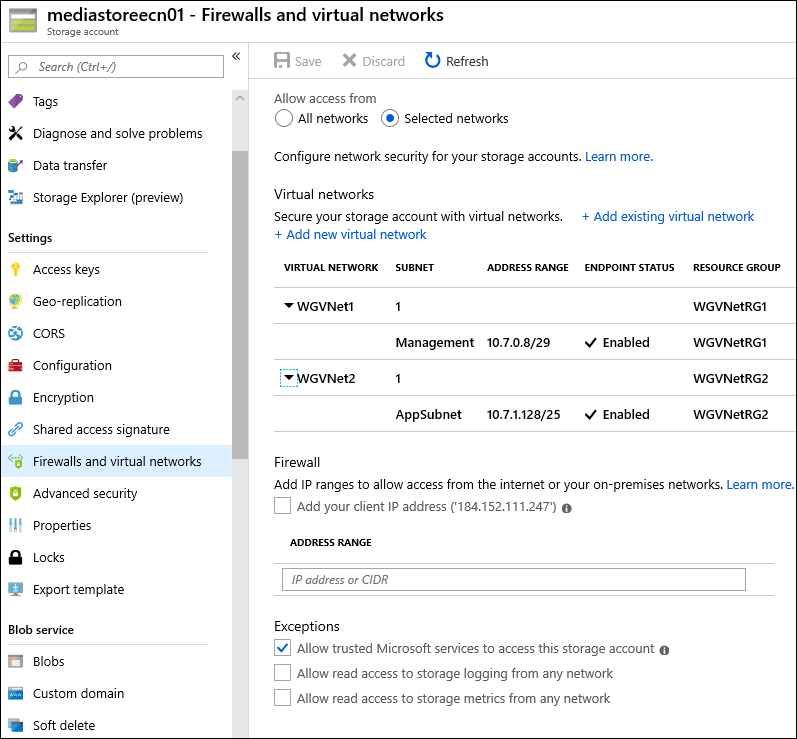 mediastoreecn01 - Firewalls and virtual networks
Storage account
Search (Ctrl+/)
«
Tags
Diagnose and solve problems
Data transfer
Storage Explorer (preview)
Settings
Access keys
Geo-replication
CORS
Configuration
Encryption
Shared access signature
Firewalls and virtual networks
Advanced security
Properties
Locks
Export template
Blob service
Blobs
Custom domain
Soft delete
Save Discard Refresh
Allow access from
All networks Selected networks
Configure network security for your storage accounts. Learn more.
Virtual networks
Secure your storage account with virtual networks. + Add existing virtual network
+ Add new virtual network
VIRTUAL NETWORK SUBNET ADDRESS RANGE ENDPOINT STATUS RESOURCE GROUP
WGVNet1 1 WGVNetRG1
Management 10.7.0.8/29 Enabled WGVNetRG1
WGVNet2 1 WGVNetRG2
AppSubnet 10.7.1.128/25 Enabled WGVNetRG2
Firewall
Add IP ranges to allow access from the internet or your on-premises networks. Learn more.
Add your client IP address ('184.152.111.247')
ADDRESS RANGE
IP address or CIDR
Exceptions
Allow trusted Microsoft services to access this storage account
Allow read access to storage logging from any network
Allow read access to storage metrics from any network